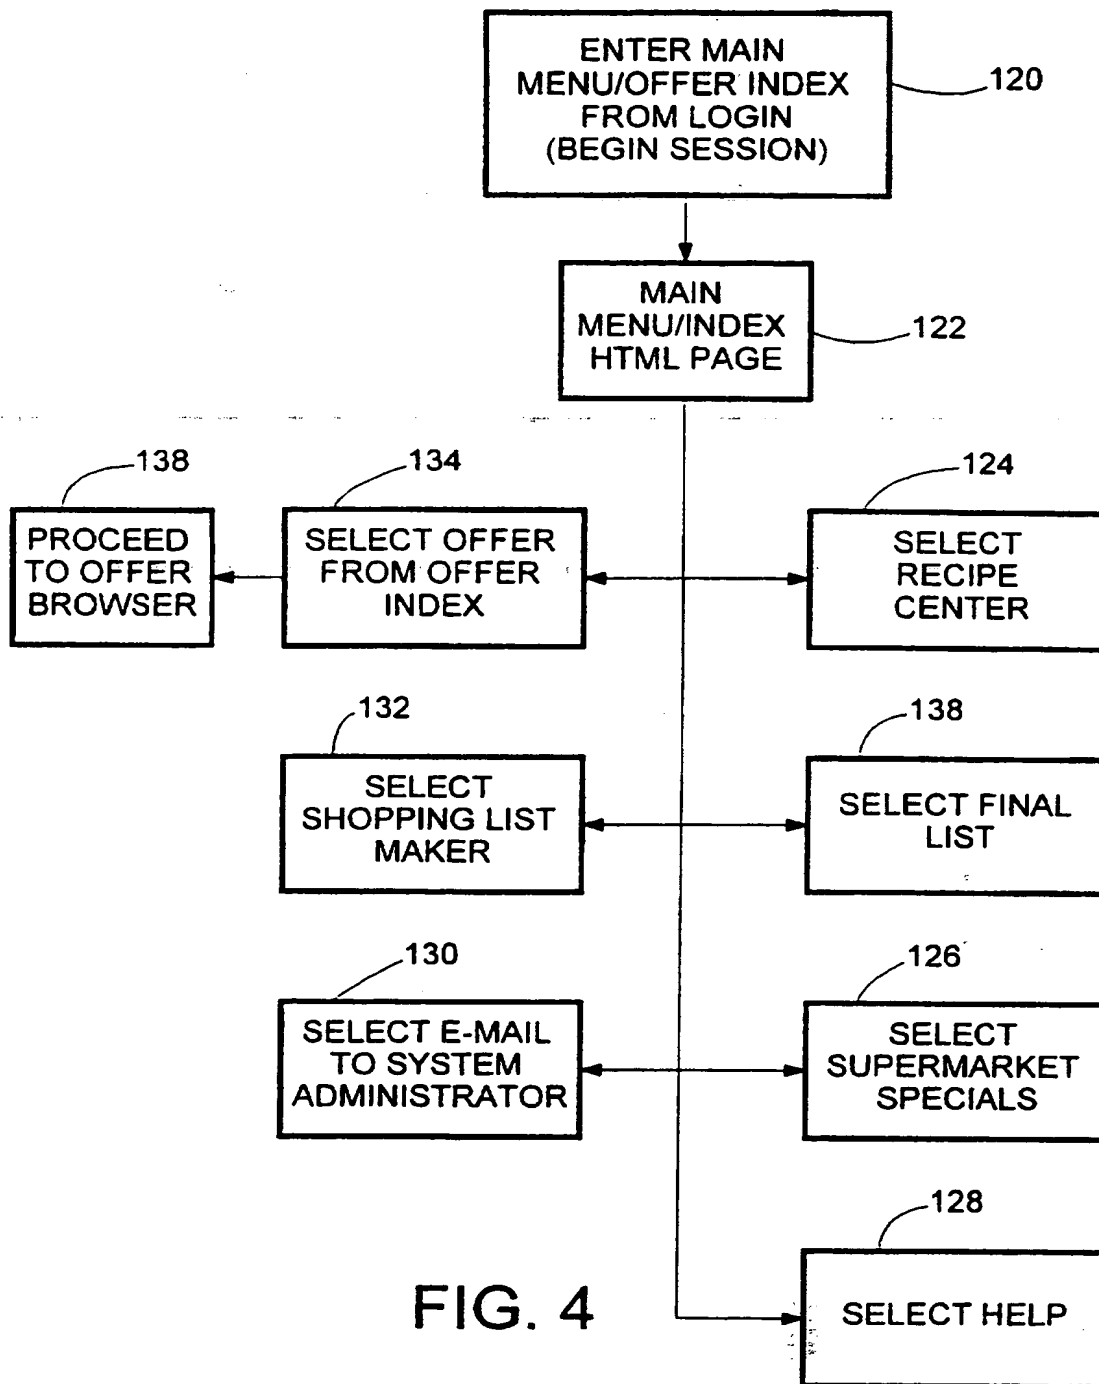 ENTER MAIN
MENU/OFFER INDEX
FROM LOGIN
(BEGIN SESSION)
120
MAIN
MENU/INDEX
HTML PAGE
122
138
PROCEED
TO OFFER
BROWSER
134
SELECT OFFER
FROM OFFER
INDEX
124
SELECT
RECIPE
CENTER
132
SELECT
SHOPPING LIST
MAKER
138
SELECT FINAL
LIST
130
SELECT E-MAIL
TO SYSTEM
ADMINISTRATOR
126
SELECT
SUPERMARKET
SPECIALS
128
SELECT HELP
FIG. 4